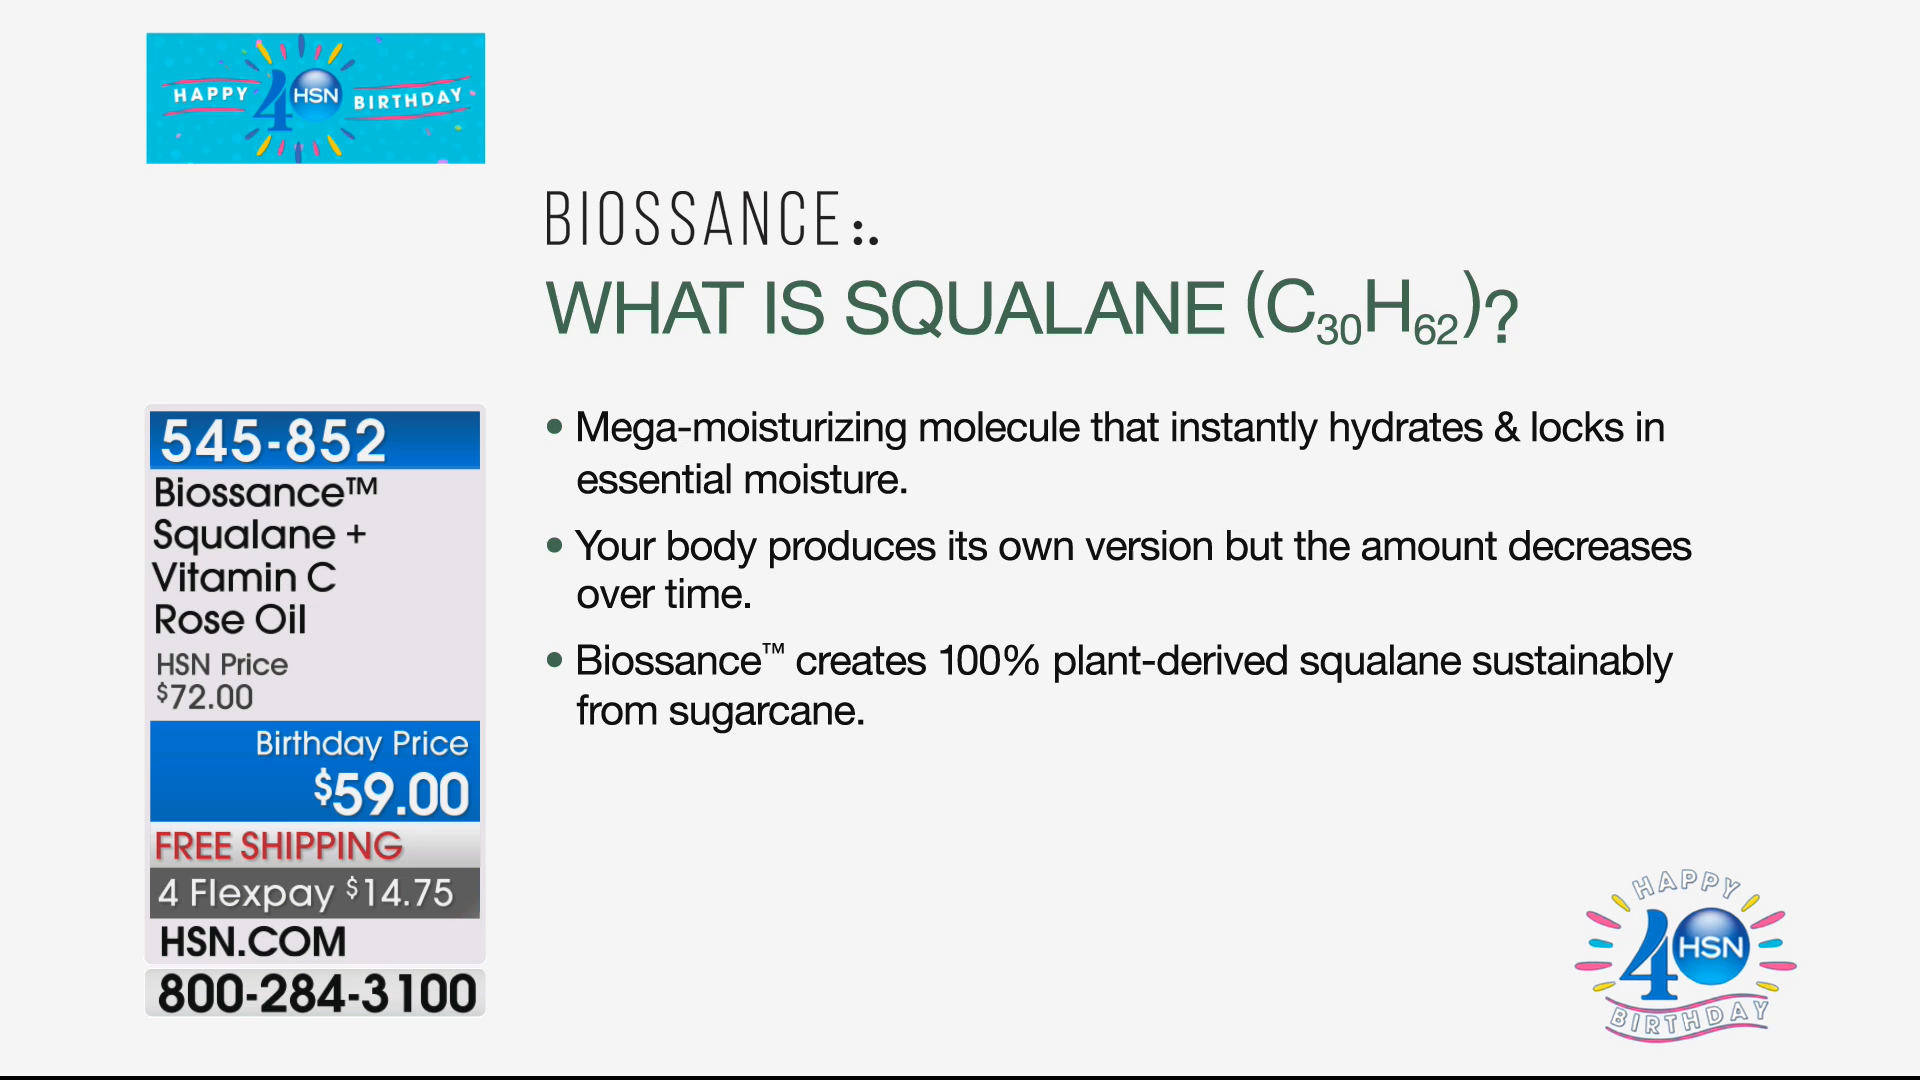 HAPPY 40 HSN BIRTHDAY
BIOSSANCE:.
WHAT IS SQUALANE (C₃₀H₆₂)?
• Mega-moisturizing molecule that instantly hydrates & locks in
essential moisture.
• Your body produces its own version but the amount decreases
over time.
• Biossance™ creates 100% plant-derived squalane sustainably
from sugarcane.
545-852
Biossance™
Squalane +
Vitamin C
Rose Oil
HSN Price
$72.00
Birthday Price
$59.00
FREE SHIPPING
4 Flexpay $14.75
HSN.COM
800-284-3100
HAPPY
40 HSN
BIRTHDAY